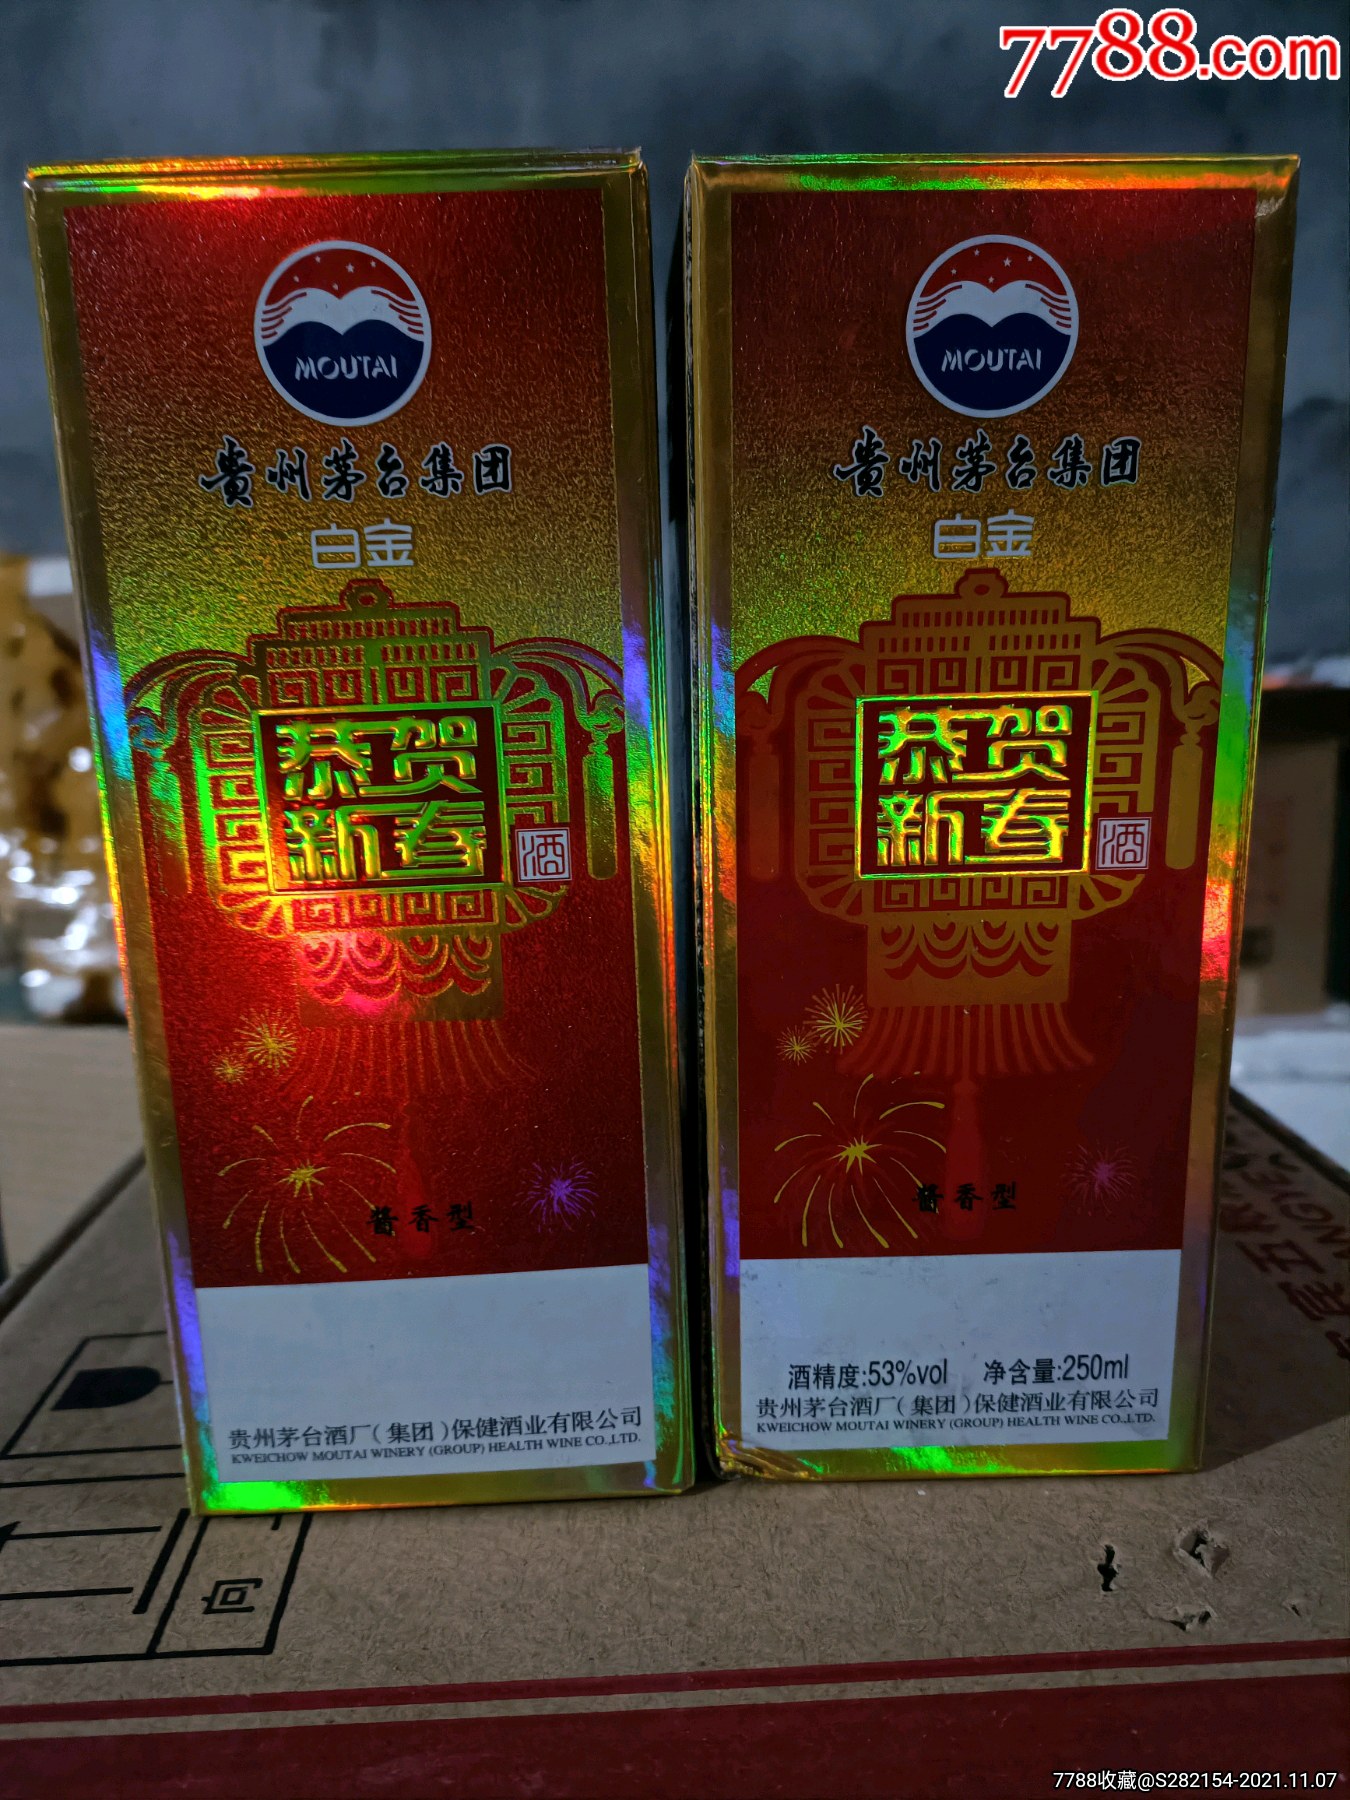 7788.com
MOUTAI
贵州茅台集团
白金
恭贺
新春
酒
酱香型
贵州茅台酒厂(集团)保健酒业有限公司
KWEICHOW MOUTAI WINERY (GROUP) HEALTH WINE CO.,LTD.
MOUTAI
贵州茅台集团
白金
恭贺
新春
酒
酱香型
酒精度:53%vol 净含量:250ml
贵州茅台酒厂(集团)保健酒业有限公司
KWEICHOW MOUTAI WINERY (GROUP) HEALTH WINE CO.,LTD.
7788收藏@S282154-2021.11.07